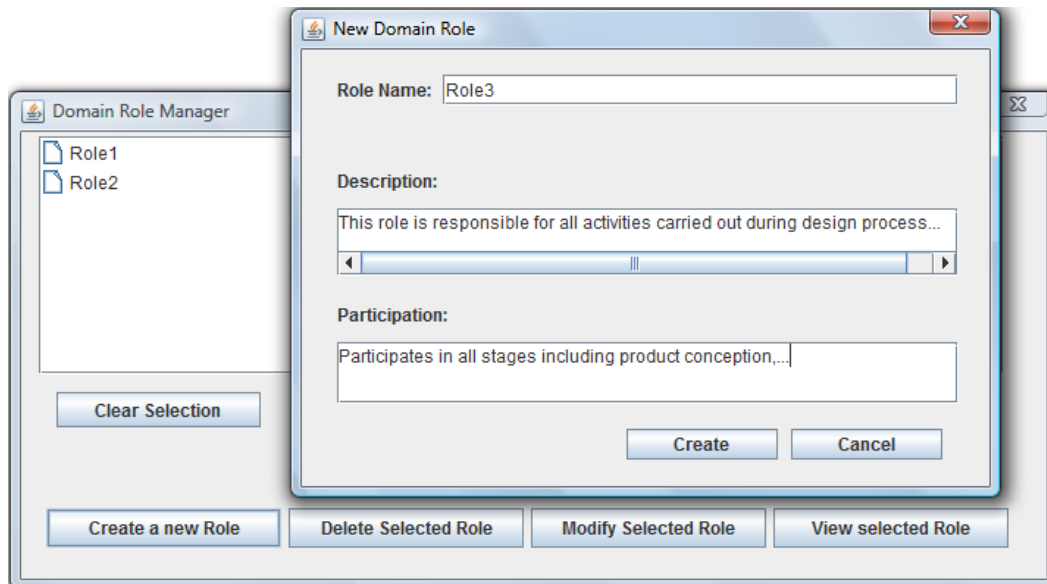 New Domain Role
Role Name: Role3
Domain Role Manager
Role1
Role2
Description:
This role is responsible for all activities carried out during design process...
Participation:
Participates in all stages including product conception,...
Clear Selection
Create Cancel
Create a new Role Delete Selected Role Modify Selected Role View selected Role